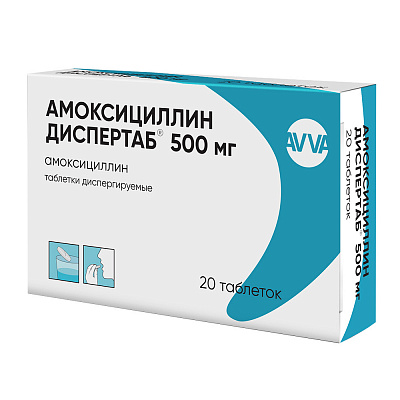 АМОКСИЦИЛЛИН
ДИСПЕРТАБ® 500 мг
амоксициллин
таблетки диспергируемые
20 таблеток
AVVA
АМОКСИЦИЛЛИН
ДИСПЕРТАБ® 500 мг
20 таблеток